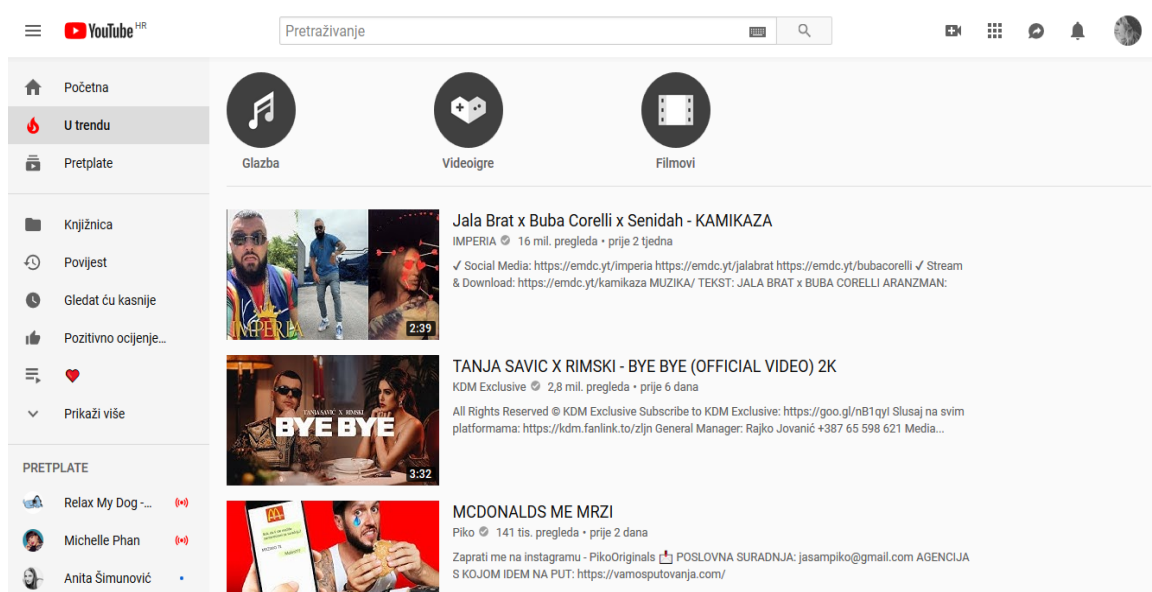 YouTube HR
Pretraživanje
Početna
U trendu
Pretplate
Knjižnica
Povijest
Gledat ću kasnije
Pozitivno ocijenje...
Prikaži više
PRETPLATE
Relax My Dog -...
Michelle Phan
Anita Šimunović
Glazba
Videoigre
Filmovi
IMPERIA
2:39
Jala Brat x Buba Corelli x Senidah - KAMIKAZA
IMPERIA 16 mil. pregleda • prije 2 tjedna
✓ Social Media: https://emdc.yt/imperia https://emdc.yt/jalabrat https://emdc.yt/bubacorelli ✓ Stream
& Download: https://emdc.yt/kamikaza MUZIKA/ TEKST: JALA BRAT x BUBA CORELLI ARANZMAN:
TANJA SAVIC X RIMSKI
BYE BYE
3:32
TANJA SAVIC X RIMSKI - BYE BYE (OFFICIAL VIDEO) 2K
KDM Exclusive 2,8 mil. pregleda • prije 6 dana
All Rights Reserved © KDM Exclusive Subscribe to KDM Exclusive: https://goo.gl/nB1qyI Slusaj na svim
platformama: https://kdm.fanlink.to/zljn General Manager: Rajko Jovanić +387 65 598 621 Media...
MCDONALDS ME MRZI
Piko 141 tis. pregleda • prije 2 dana
Zaprati me na instagramu - PikoOriginals POSLOVNA SURADNJA: jasampiko@gmail.com AGENCIJA
S KOJOM IDEM NA PUT: https://vamosputovanja.com/